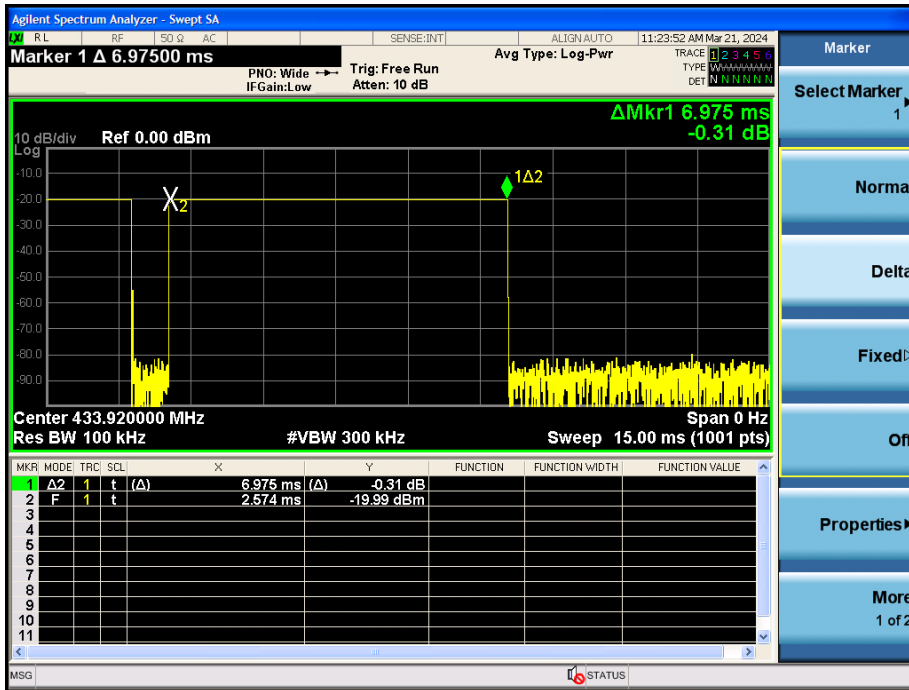 Agilent Spectrum Analyzer - Swept SA
LXI RL RF 50 Ω AC SENSE:INT ALIGN AUTO 11:23:52 AM Mar 21, 2024
Marker 1 Δ 6.97500 ms
PNO: Wide
IFGain:Low
Trig: Free Run
Atten: 10 dB
Avg Type: Log-Pwr
TRACE 1 2 3 4 5 6
TYPE
DET N N N N N N
ΔMkr1 6.975 ms
-0.31 dB
10 dB/div Ref 0.00 dBm
Log
-10.0
-20.0
-30.0
-40.0
-50.0
-60.0
-70.0
-80.0
-90.0
X2
1Δ2
Center 433.920000 MHz Span 0 Hz
Res BW 100 kHz #VBW 300 kHz Sweep 15.00 ms (1001 pts)
MKR MODE TRC SCL X Y FUNCTION FUNCTION WIDTH FUNCTION VALUE
1 Δ2 1 t (Δ) 6.975 ms (Δ) -0.31 dB
2 F 1 t 2.574 ms -19.99 dBm
3
4
5
6
7
8
9
10
11
MSG STATUS
Marker
Select Marker
1
Norma
Delta
Fixed
Off
Properties
More
1 of 2